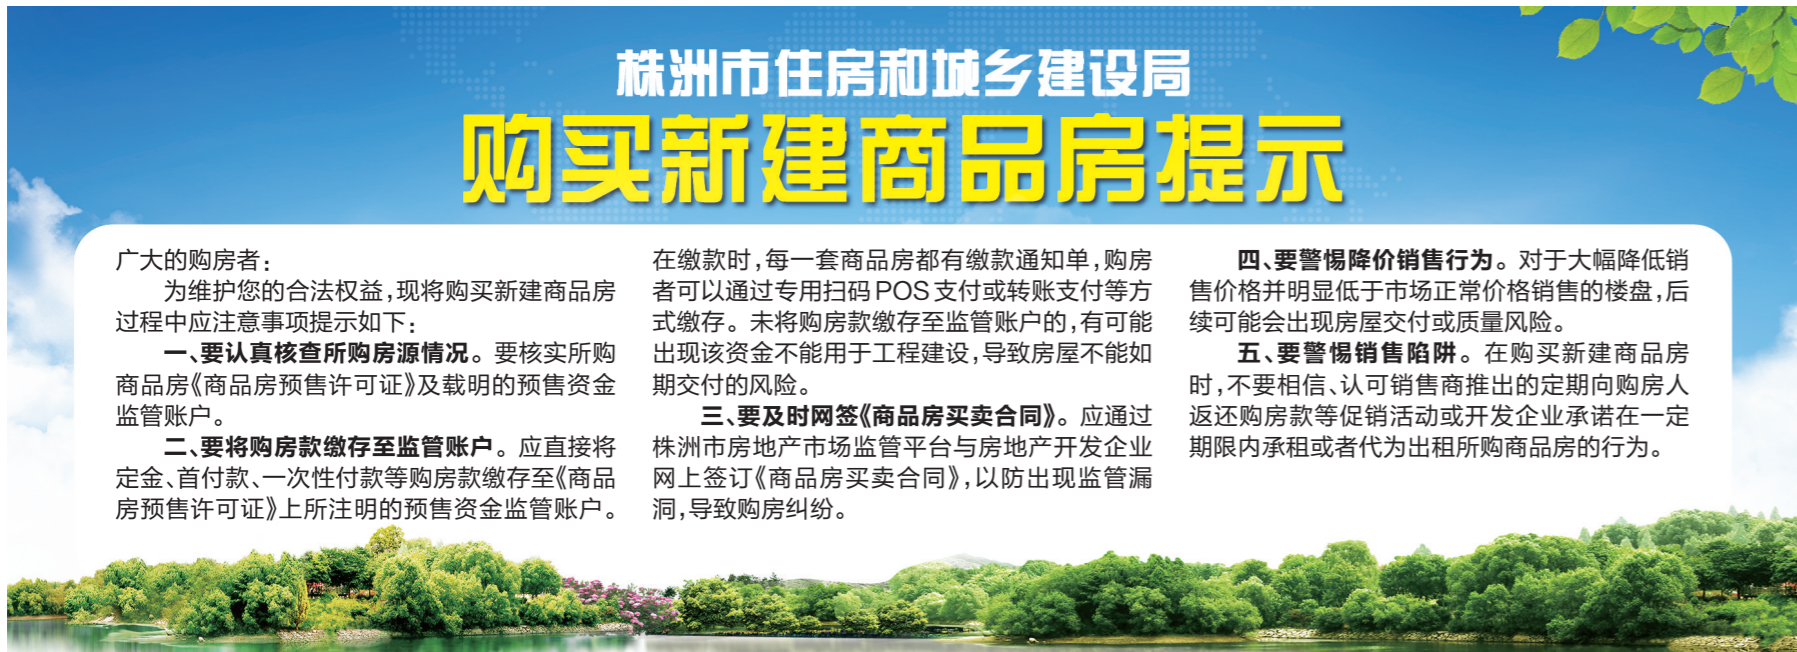 株洲市住房和城乡建设局
购买新建商品房提示
广大的购房者：
为维护您的合法权益，现将购买新建商品房
过程中应注意事项提示如下：
一、要认真核查所购房源情况。要核实所购
商品房《商品房预售许可证》及载明的预售资金
监管账户。
二、要将购房款缴存至监管账户。应直接将
定金、首付款、一次性付款等购房款缴存至《商品
房预售许可证》上所注明的预售资金监管账户。
在缴款时，每一套商品房都有缴款通知单，购房
者可以通过专用扫码POS支付或转账支付等方
式缴存。未将购房款缴存至监管账户的，有可能
出现该资金不能用于工程建设，导致房屋不能如
期交付的风险。
三、要及时网签《商品房买卖合同》。应通过
株洲市房地产市场监管平台与房地产开发企业
网上签订《商品房买卖合同》，以防出现监管漏
洞，导致购房纠纷。
四、要警惕降价销售行为。对于大幅降低销
售价格并明显低于市场正常价格销售的楼盘，后
续可能会出现房屋交付或质量风险。
五、要警惕销售陷阱。在购买新建商品房
时，不要相信、认可销售商推出的定期向购房人
返还购房款等促销活动或开发企业承诺在一定
期限内承租或者代为出租所购商品房的行为。